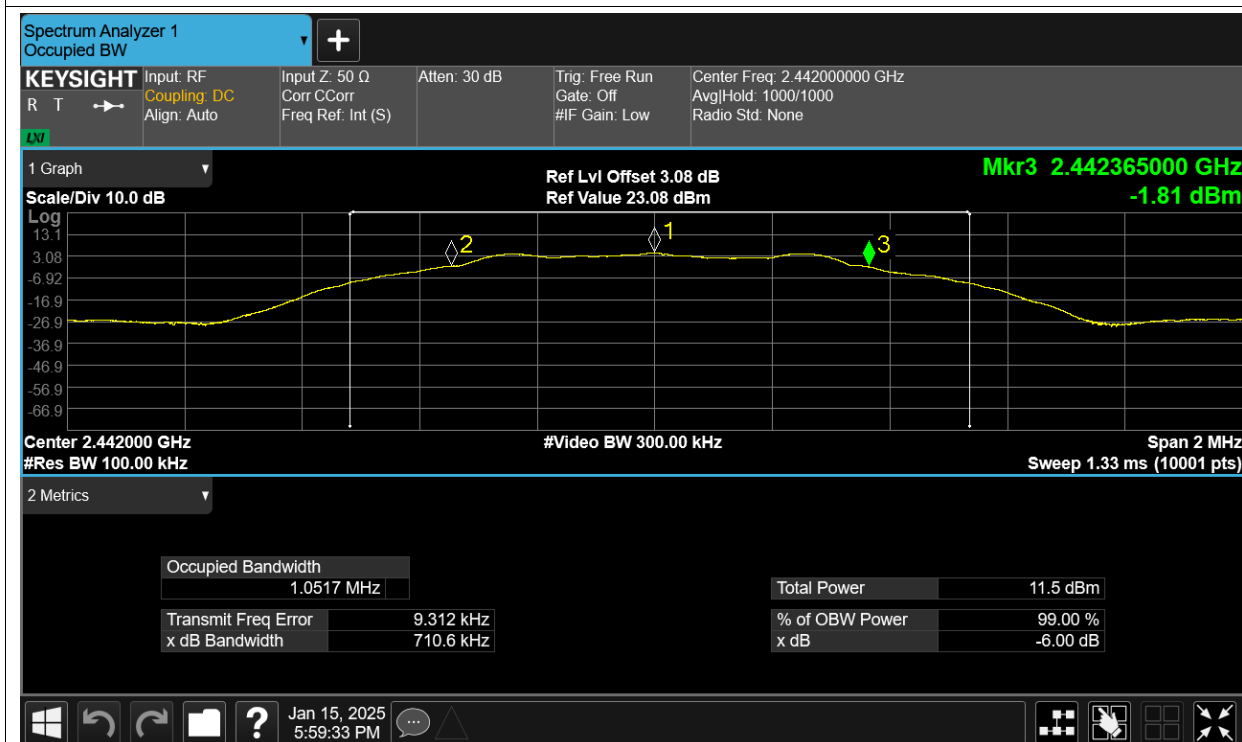 Spectrum Analyzer 1
Occupied BW
+
KEYSIGHT
R T
LXI
Input: RF
Coupling: DC
Align: Auto
Input Z: 50 Ω
Corr CCorr
Freq Ref: Int (S)
Atten: 30 dB
Trig: Free Run
Gate: Off
#IF Gain: Low
Center Freq: 2.442000000 GHz
Avg|Hold: 1000/1000
Radio Std: None
1 Graph
Scale/Div 10.0 dB
Ref Lvl Offset 3.08 dB
Ref Value 23.08 dBm
Mkr3 2.442365000 GHz
-1.81 dBm
Log
13.1
3.08
-6.92
-16.9
-26.9
-36.9
-46.9
-56.9
-66.9
2
1
3
Center 2.442000 GHz
#Res BW 100.00 kHz
#Video BW 300.00 kHz
Span 2 MHz
Sweep 1.33 ms (10001 pts)
2 Metrics
Occupied Bandwidth
1.0517 MHz
Transmit Freq Error 9.312 kHz
x dB Bandwidth 710.6 kHz
Total Power 11.5 dBm
% of OBW Power 99.00 %
x dB -6.00 dB
?
Jan 15, 2025
5:59:33 PM